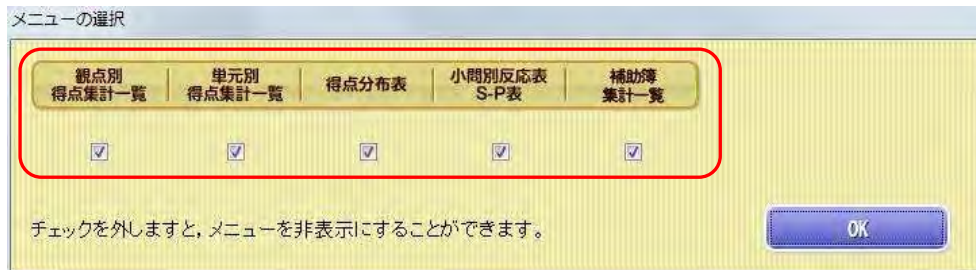 メニューの選択
観点別
得点集計一覧
単元別
得点集計一覧
得点分布表
小問別反応表
S-P表
補助簿
集計一覧
チェックを外しますと，メニューを非表示にすることができます。
OK